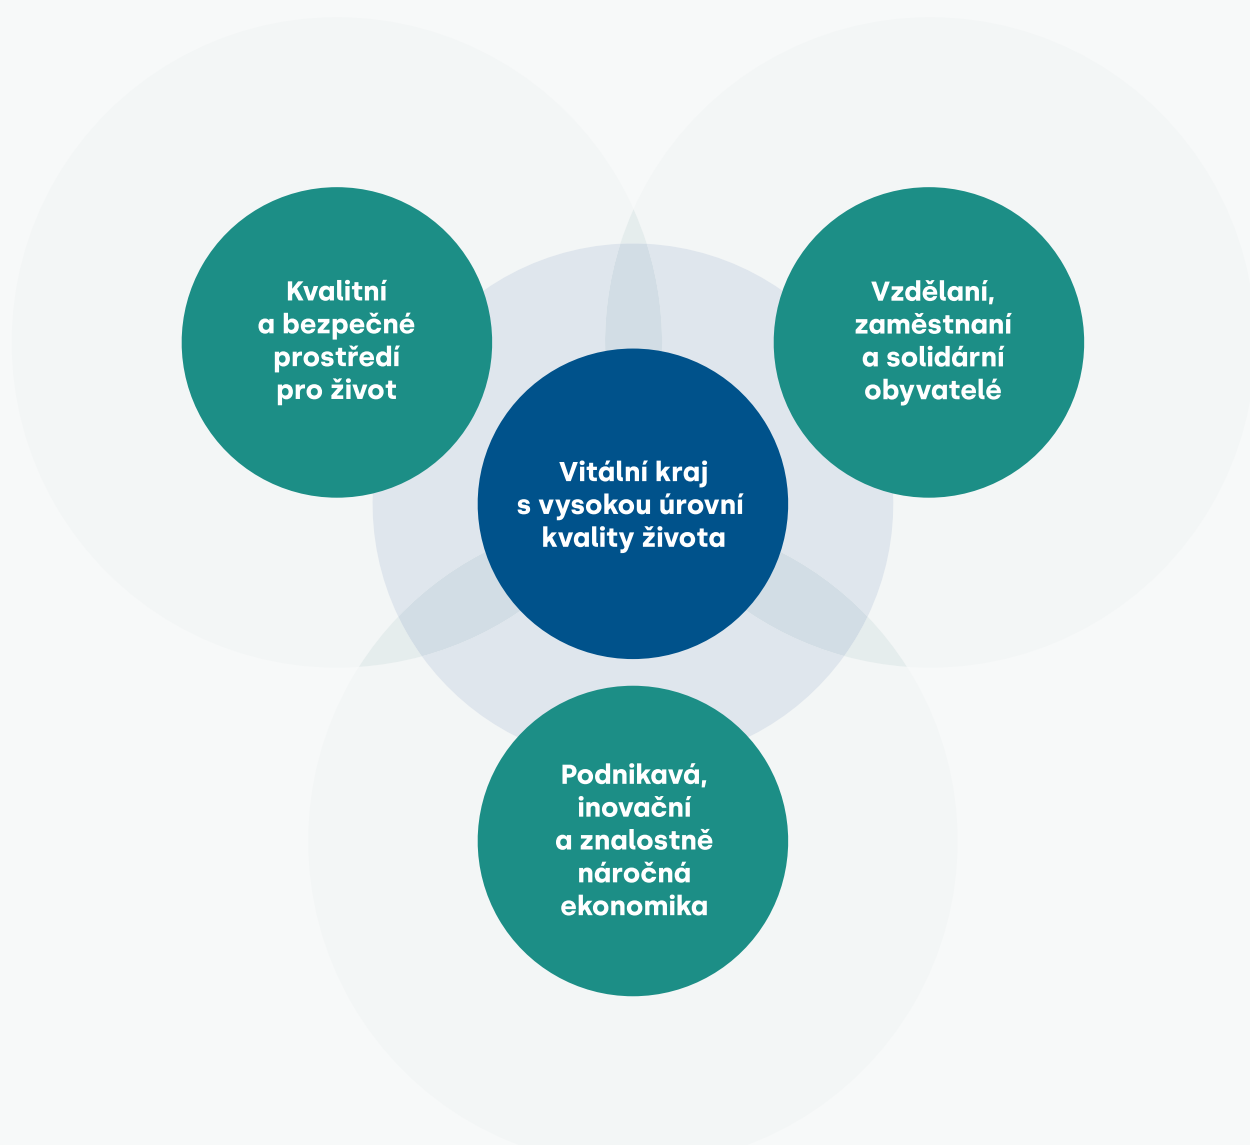 Kvalitní
a bezpečné
prostředí
pro život
Vzdělaní,
zaměstnaní
a solidární
obyvatelé
Vitální kraj
s vysokou úrovní
kvality života
Podnikavá,
inovační
a znalostně
náročná
ekonomika